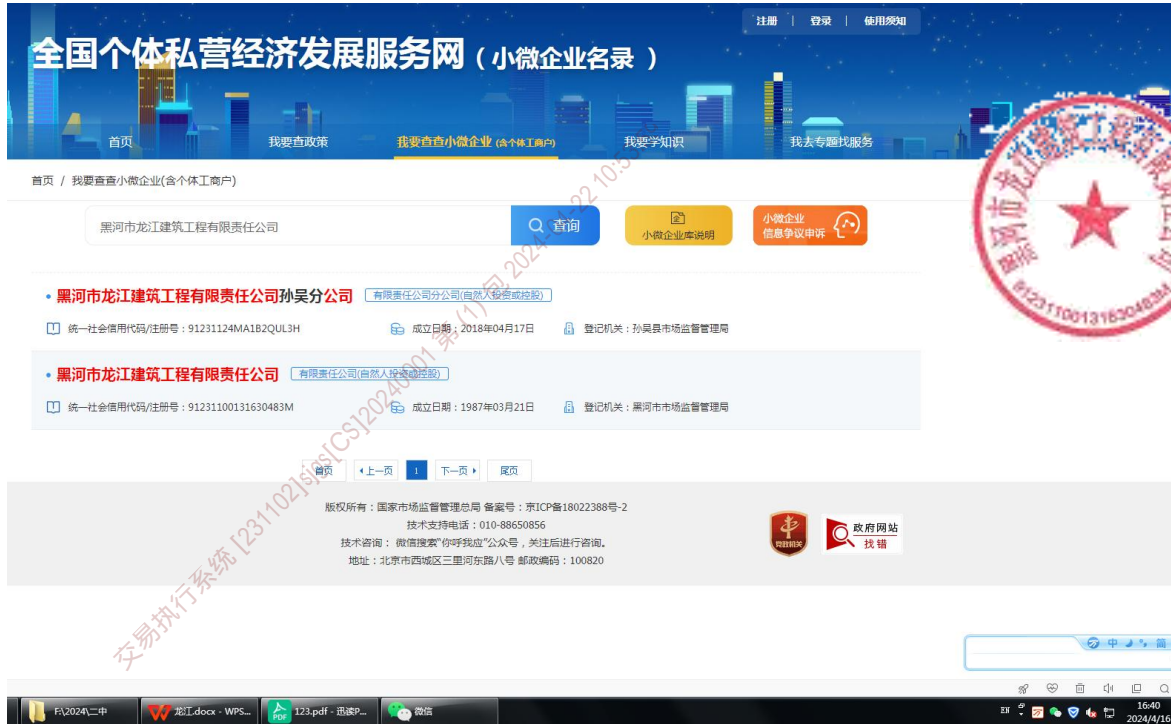 注册 | 登录 | 使用须知
全国个体私营经济发展服务网（小微企业名录 ）
首页 我要查政策 我要查查小微企业 (含个体工商户) 我要学知识 我去专题找服务
首页 / 我要查查小微企业(含个体工商户)
黑河市龙江建筑工程有限责任公司 查询 小微企业库说明 小微企业
信息争议申诉
黑河市龙江建筑工程有限责任公司孙吴分公司 有限责任公司分公司(自然人投资或控股)
统一社会信用代码/注册号：91231124MA1B2QUL3H 成立日期：2018年04月17日 登记机关：孙吴县市场监督管理局
黑河市龙江建筑工程有限责任公司 有限责任公司(自然人投资或控股)
统一社会信用代码/注册号：91231100131630483M 成立日期：1987年03月21日 登记机关：黑河市市场监督管理局
首页 上一页 1 下一页 尾页
版权所有：国家市场监督管理总局 备案号：京ICP备18022388号-2
技术支持电话：010-88650856
技术咨询： 微信搜索"你呼我应"公众号，关注后进行咨询。
地址：北京市西城区三里河东路八号 邮政编码：100820
党政机关
政府网站
找错
交易执行系统 [231102]sjgs[CS]20240001 第(1)包 2024-04-22 10:5
91231100131630483M
中 简
F:\2024\二中 龙江.docx - WPS... 123.pdf - 迅读P... 微信
EN 16:40
2024/4/16